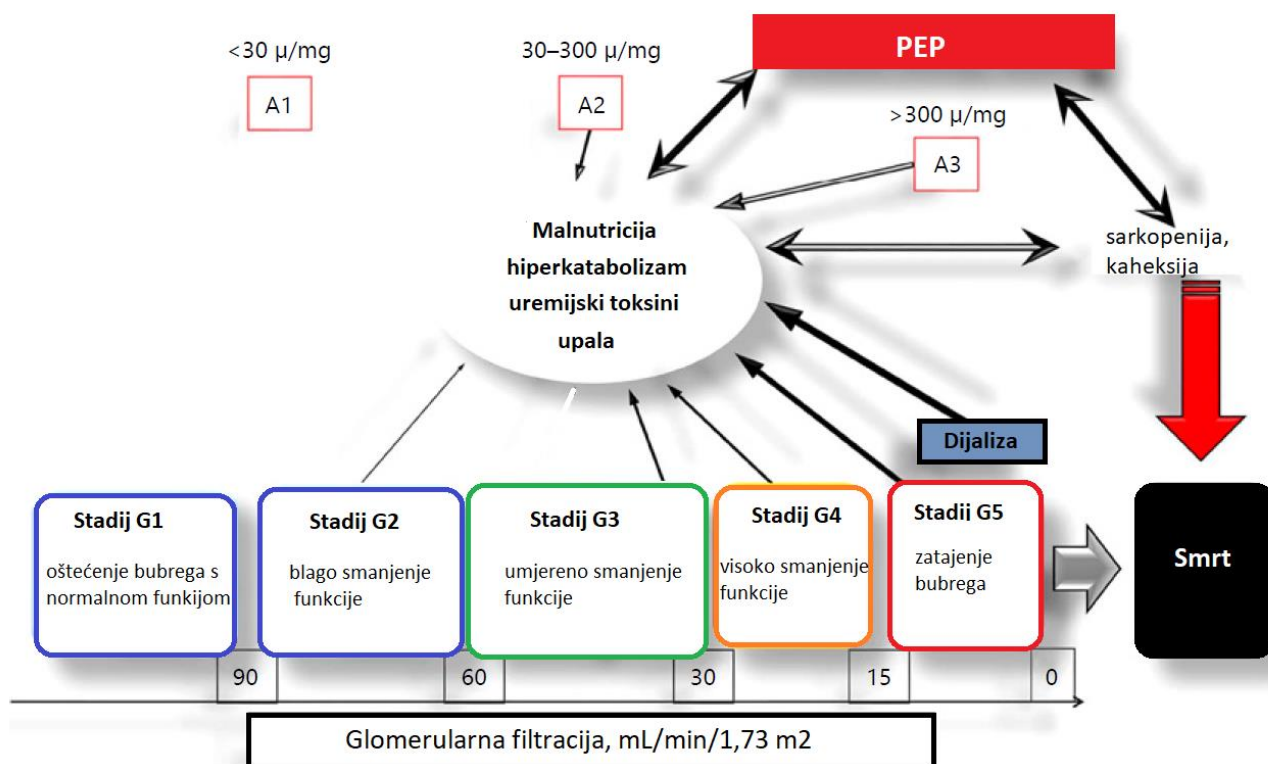 <30 µ/mg
A1
30–300 µ/mg
A2
PEP
>300 µ/mg
A3
Malnutricija
hiperkatabolizam
uremijski toksini
upala
sarkopenija,
kaheksija
Dijaliza
Stadij G1
oštećenje bubrega s
normalnom funkijom
Stadij G2
blago smanjenje
funkcije
Stadij G3
umjereno smanjenje
funkcije
Stadij G4
visoko smanjenje
funkcije
Stadij G5
zatajenje
bubrega
Smrt
90
60
30
15
0
Glomerularna filtracija, mL/min/1,73 m2